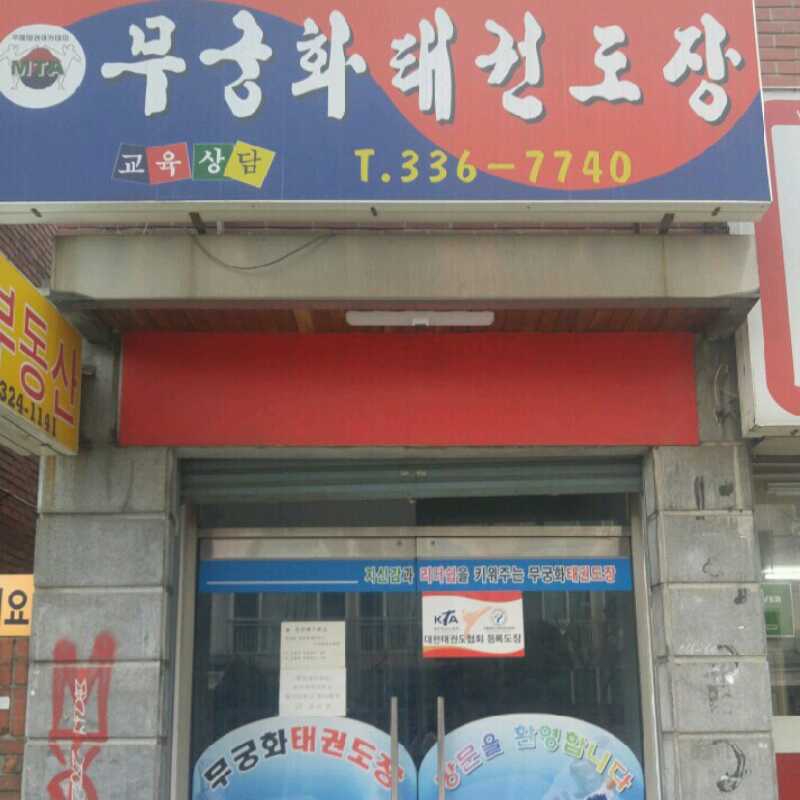 MTA
무궁화태권도장
교육상담
T.336-7740
부동산
324-1141
자신감과 리더쉽을 키워주는 무궁화태권도장
KTA
대한태권도협회 등록도장
무궁화태권도장
방문을 환영합니다
요